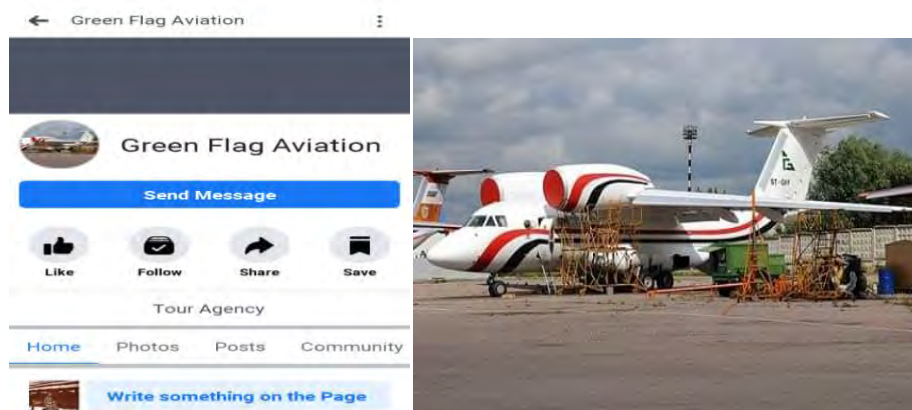 Green Flag Aviation
Green Flag Aviation
Send Message
Like Follow Share Save
Tour Agency
Home Photos Posts Community
Write something on the Page